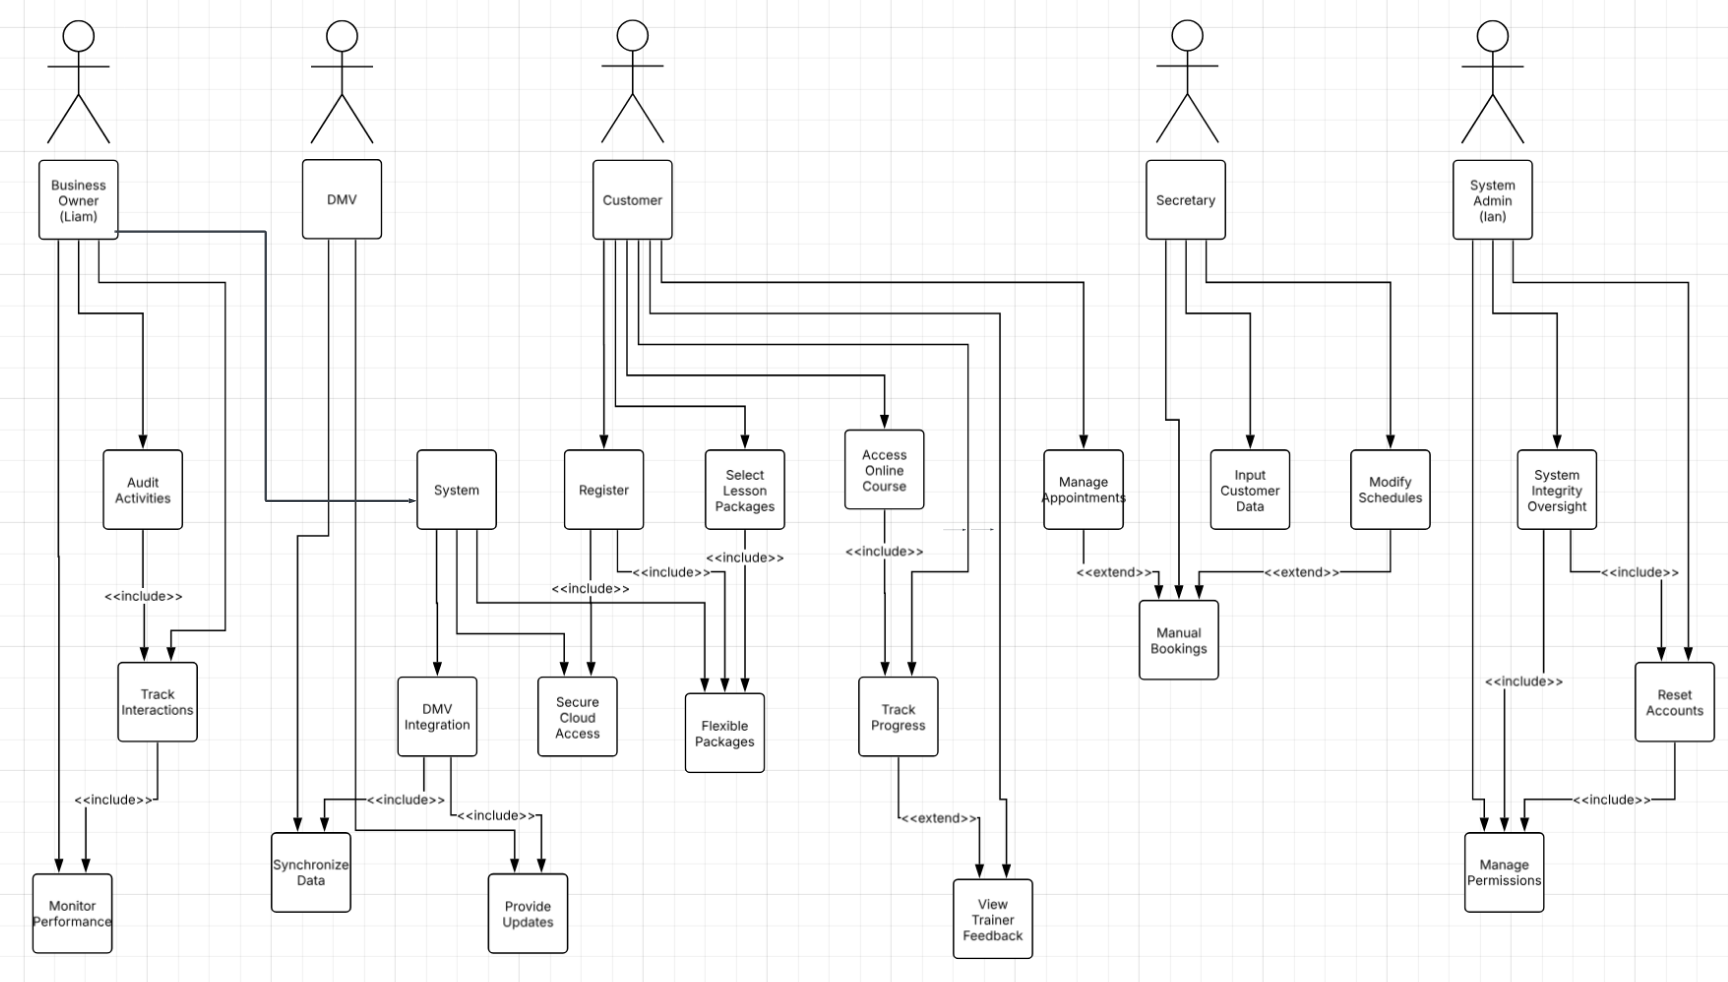 Business
Owner
(Liam)
DMV
Customer
Secretary
System
Admin
(Ian)
Audit
Activities
System
Register
Select
Lesson
Packages
Access
Online
Course
Manage
Appointments
Input
Customer
Data
Modify
Schedules
System
Integrity
Oversight
<<include>>
<<include>>
<<include>>
<<include>>
<<include>>
<<extend>>
<<extend>>
<<include>>
Manual
Bookings
Track
Interactions
DMV
Integration
Secure
Cloud
Access
Flexible
Packages
Track
Progress
<<include>>
Reset
Accounts
<<include>>
<<include>>
<<include>>
<<extend>>
<<include>>
Monitor
Performance
Synchronize
Data
Provide
Updates
View
Trainer
Feedback
Manage
Permissions